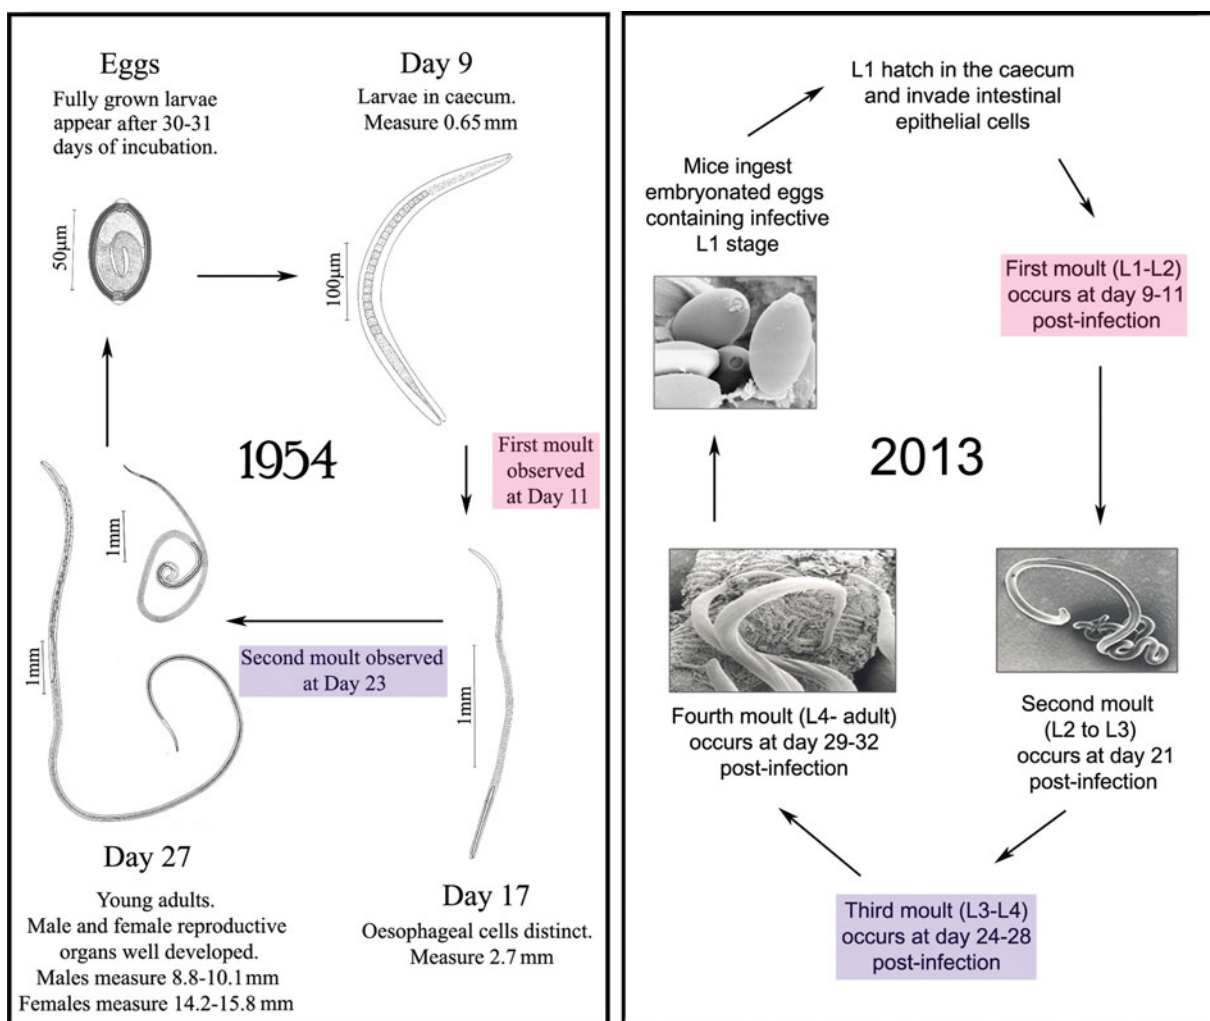 Eggs
Fully grown larvae
appear after 30-31
days of incubation.
50µm
Day 9
Larvae in caecum.
Measure 0.65 mm
100µm
1954
First moult
observed
at Day 11
1mm
1mm
Second moult observed
at Day 23
1mm
Day 27
Young adults.
Male and female reproductive
organs well developed.
Males measure 8.8-10.1 mm
Females measure 14.2-15.8 mm
Day 17
Oesophageal cells distinct.
Measure 2.7 mm
L1 hatch in the caecum
and invade intestinal
epithelial cells
Mice ingest
embryonated eggs
containing infective
L1 stage
First moult (L1-L2)
occurs at day 9-11
post-infection
2013
Fourth moult (L4- adult)
occurs at day 29-32
post-infection
Second moult
(L2 to L3)
occurs at day 21
post-infection
Third moult (L3-L4)
occurs at day 24-28
post-infection